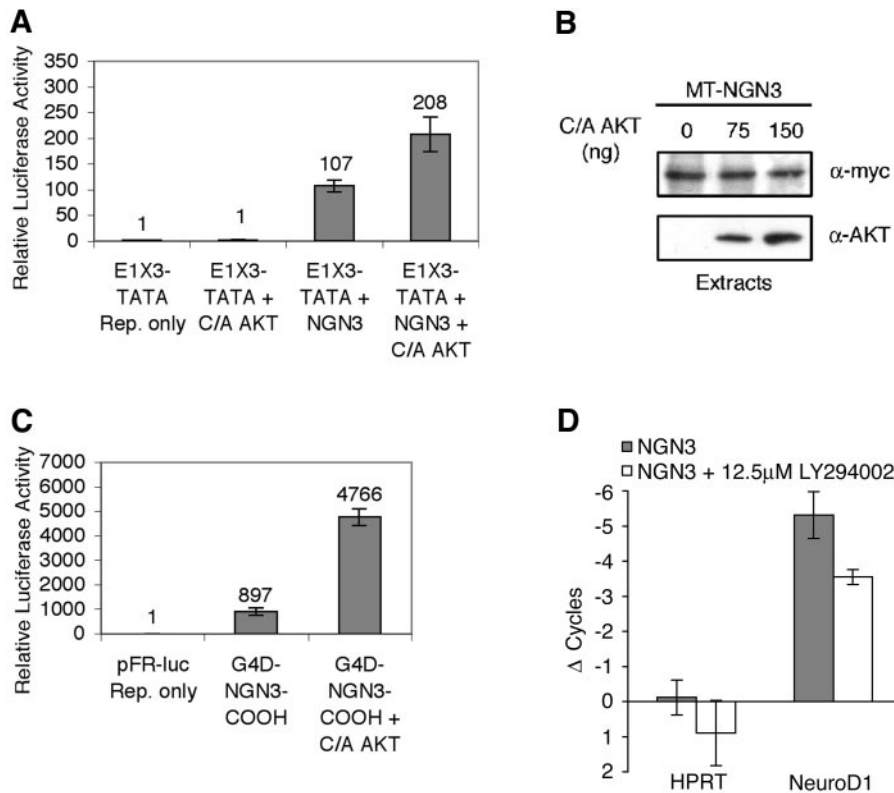 A
Relative Luciferase Activity
350
300
250
200
150
100
50
0
1
1
107
208
E1X3-
TATA
Rep. only
E1X3-
TATA +
C/A AKT
E1X3-
TATA +
NGN3
E1X3-
TATA +
NGN3 +
C/A AKT
B
MT-NGN3
C/A AKT
(ng)
0 75 150
α-myc
α-AKT
Extracts
C
Relative Luciferase Activity
7000
6000
5000
4000
3000
2000
1000
0
1
897
4766
pFR-luc
Rep. only
G4D-
NGN3-
COOH
G4D-
NGN3-
COOH +
C/A AKT
D
NGN3
NGN3 + 12.5μM LY294002
Δ Cycles
-6
-5
-4
-3
-2
-1
0
1
2
HPRT
NeuroD1